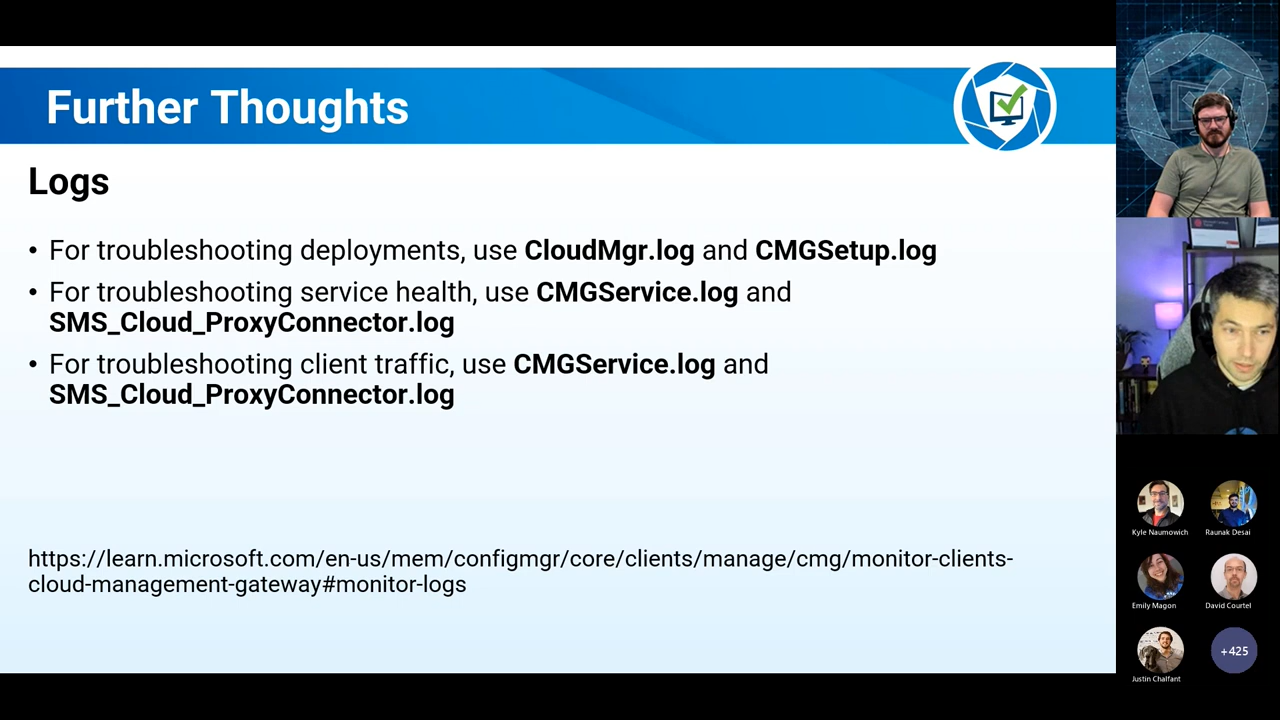 Further Thoughts
Logs
• For troubleshooting deployments, use CloudMgr.log and CMGSetup.log
• For troubleshooting service health, use CMGService.log and
SMS_Cloud_ProxyConnector.log
• For troubleshooting client traffic, use CMGService.log and
SMS_Cloud_ProxyConnector.log
https://learn.microsoft.com/en-us/mem/configmgr/core/clients/manage/cmg/monitor-clients-
cloud-management-gateway#monitor-logs
Kyle Naumowich
Raunak Desai
Emily Magon
David Courtel
Justin Chalfant
+425